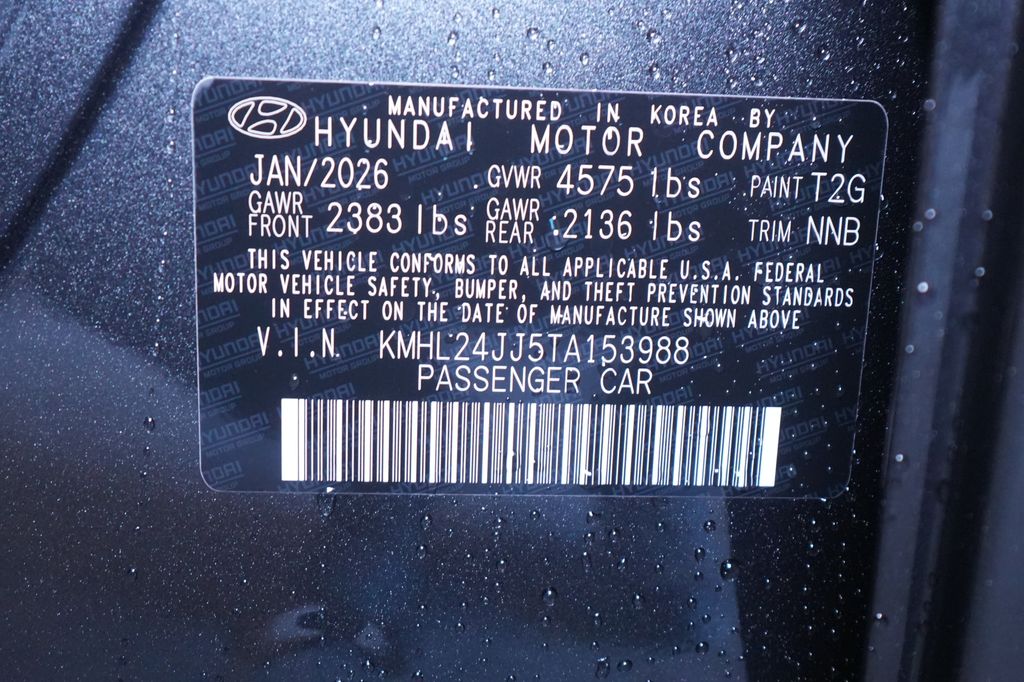 MANUFACTURED IN KOREA BY
HYUNDAI MOTOR COMPANY
JAN/2026 GVWR 4575 lbs PAINT T2G
GAWR FRONT 2383 lbs GAWR REAR 2136 lbs TRIM NNB
THIS VEHICLE CONFORMS TO ALL APPLICABLE U.S.A. FEDERAL
MOTOR VEHICLE SAFETY, BUMPER, AND THEFT PREVENTION STANDARDS
IN EFFECT ON THE DATE OF MANUFACTURE SHOWN ABOVE
V.I.N. KMHL24JJ5TA153988
PASSENGER CAR